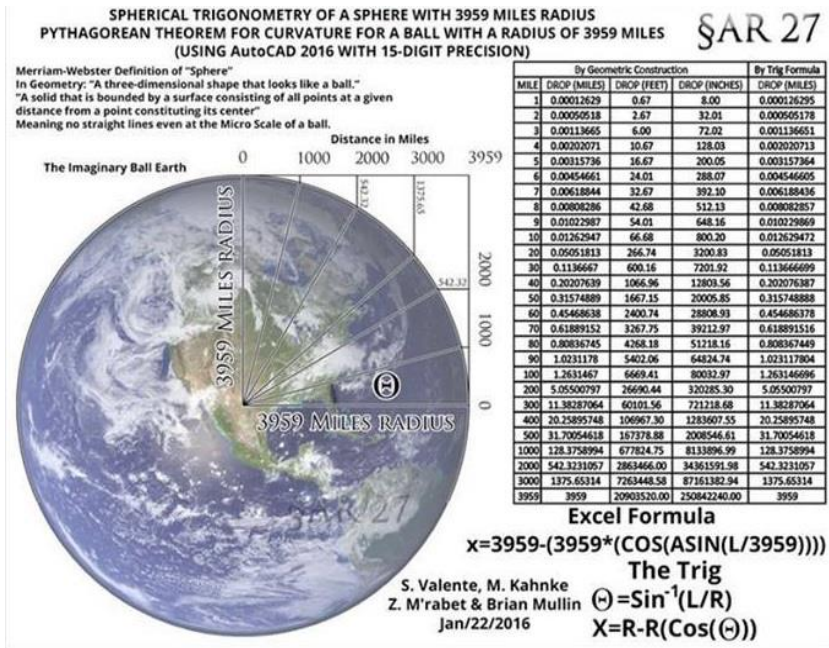 SPHERICAL TRIGONOMETRY OF A SPHERE WITH 3959 MILES RADIUS
PYTHAGOREAN THEOREM FOR CURVATURE FOR A BALL WITH A RADIUS OF 3959 MILES
(USING AutoCAD 2016 WITH 15-DIGIT PRECISION)
§AR 27
Merriam-Webster Definition of "Sphere"
In Geometry: "A three-dimensional shape that looks like a ball."
"A solid that is bounded by a surface consisting of all points at a given
distance from a point constituting its center"
Meaning no straight lines even at the Micro Scale of a ball.
Distance in Miles
The Imaginary Ball Earth
0 1000 2000 3000 3959
542.32
1375.65
2000
542.32
1000
0
3959 MILES RADIUS
Θ
3959 MILES RADIUS
§AR 27
By Geometric Construction By Trig Formula
MILE DROP (MILES) DROP (FEET) DROP (INCHES) DROP (MILES)
1 0.00012629 0.67 8.00 0.000126295
2 0.00050518 2.67 32.01 0.000505178
3 0.00113665 6.00 72.02 0.001136651
4 0.00202071 10.67 128.03 0.002020713
5 0.00315736 16.67 200.05 0.003157364
6 0.00454661 24.01 288.07 0.004546605
7 0.00618844 32.67 392.10 0.006188436
8 0.00808286 42.68 512.13 0.008082857
9 0.01022987 54.01 648.16 0.010229869
10 0.01262947 66.68 800.20 0.012629472
20 0.05051813 266.74 3200.83 0.05051813
30 0.1136667 600.16 7201.92 0.113666699
40 0.20207639 1066.96 12803.56 0.202076387
50 0.31574889 1667.15 20005.85 0.315748888
60 0.45468638 2400.74 28808.93 0.454686378
70 0.61889152 3267.75 39212.97 0.618891516
80 0.80836745 4268.18 51218.16 0.808367449
90 1.0231178 5402.06 64824.74 1.023117804
100 1.2631467 6669.41 80032.97 1.263146696
200 5.05500797 26690.44 320285.30 5.05500797
300 11.38287064 60101.56 721218.68 11.38287064
400 20.25895748 106967.30 1283607.55 20.25895748
500 31.70054618 167378.88 2008546.61 31.70054618
1000 128.3758994 677824.75 8133896.99 128.3758994
2000 542.3231057 2863466.00 34361591.98 542.3231057
3000 1375.65314 7263448.58 87161382.94 1375.65314
3959 3959 20903520.00 250842240.00 3959
Excel Formula
x=3959-(3959*(COS(ASIN(L/3959))))
The Trig
Θ=Sin⁻¹(L/R)
X=R-R(Cos(Θ))
S. Valente, M. Kahnke
Z. M'rabet & Brian Mullin
Jan/22/2016